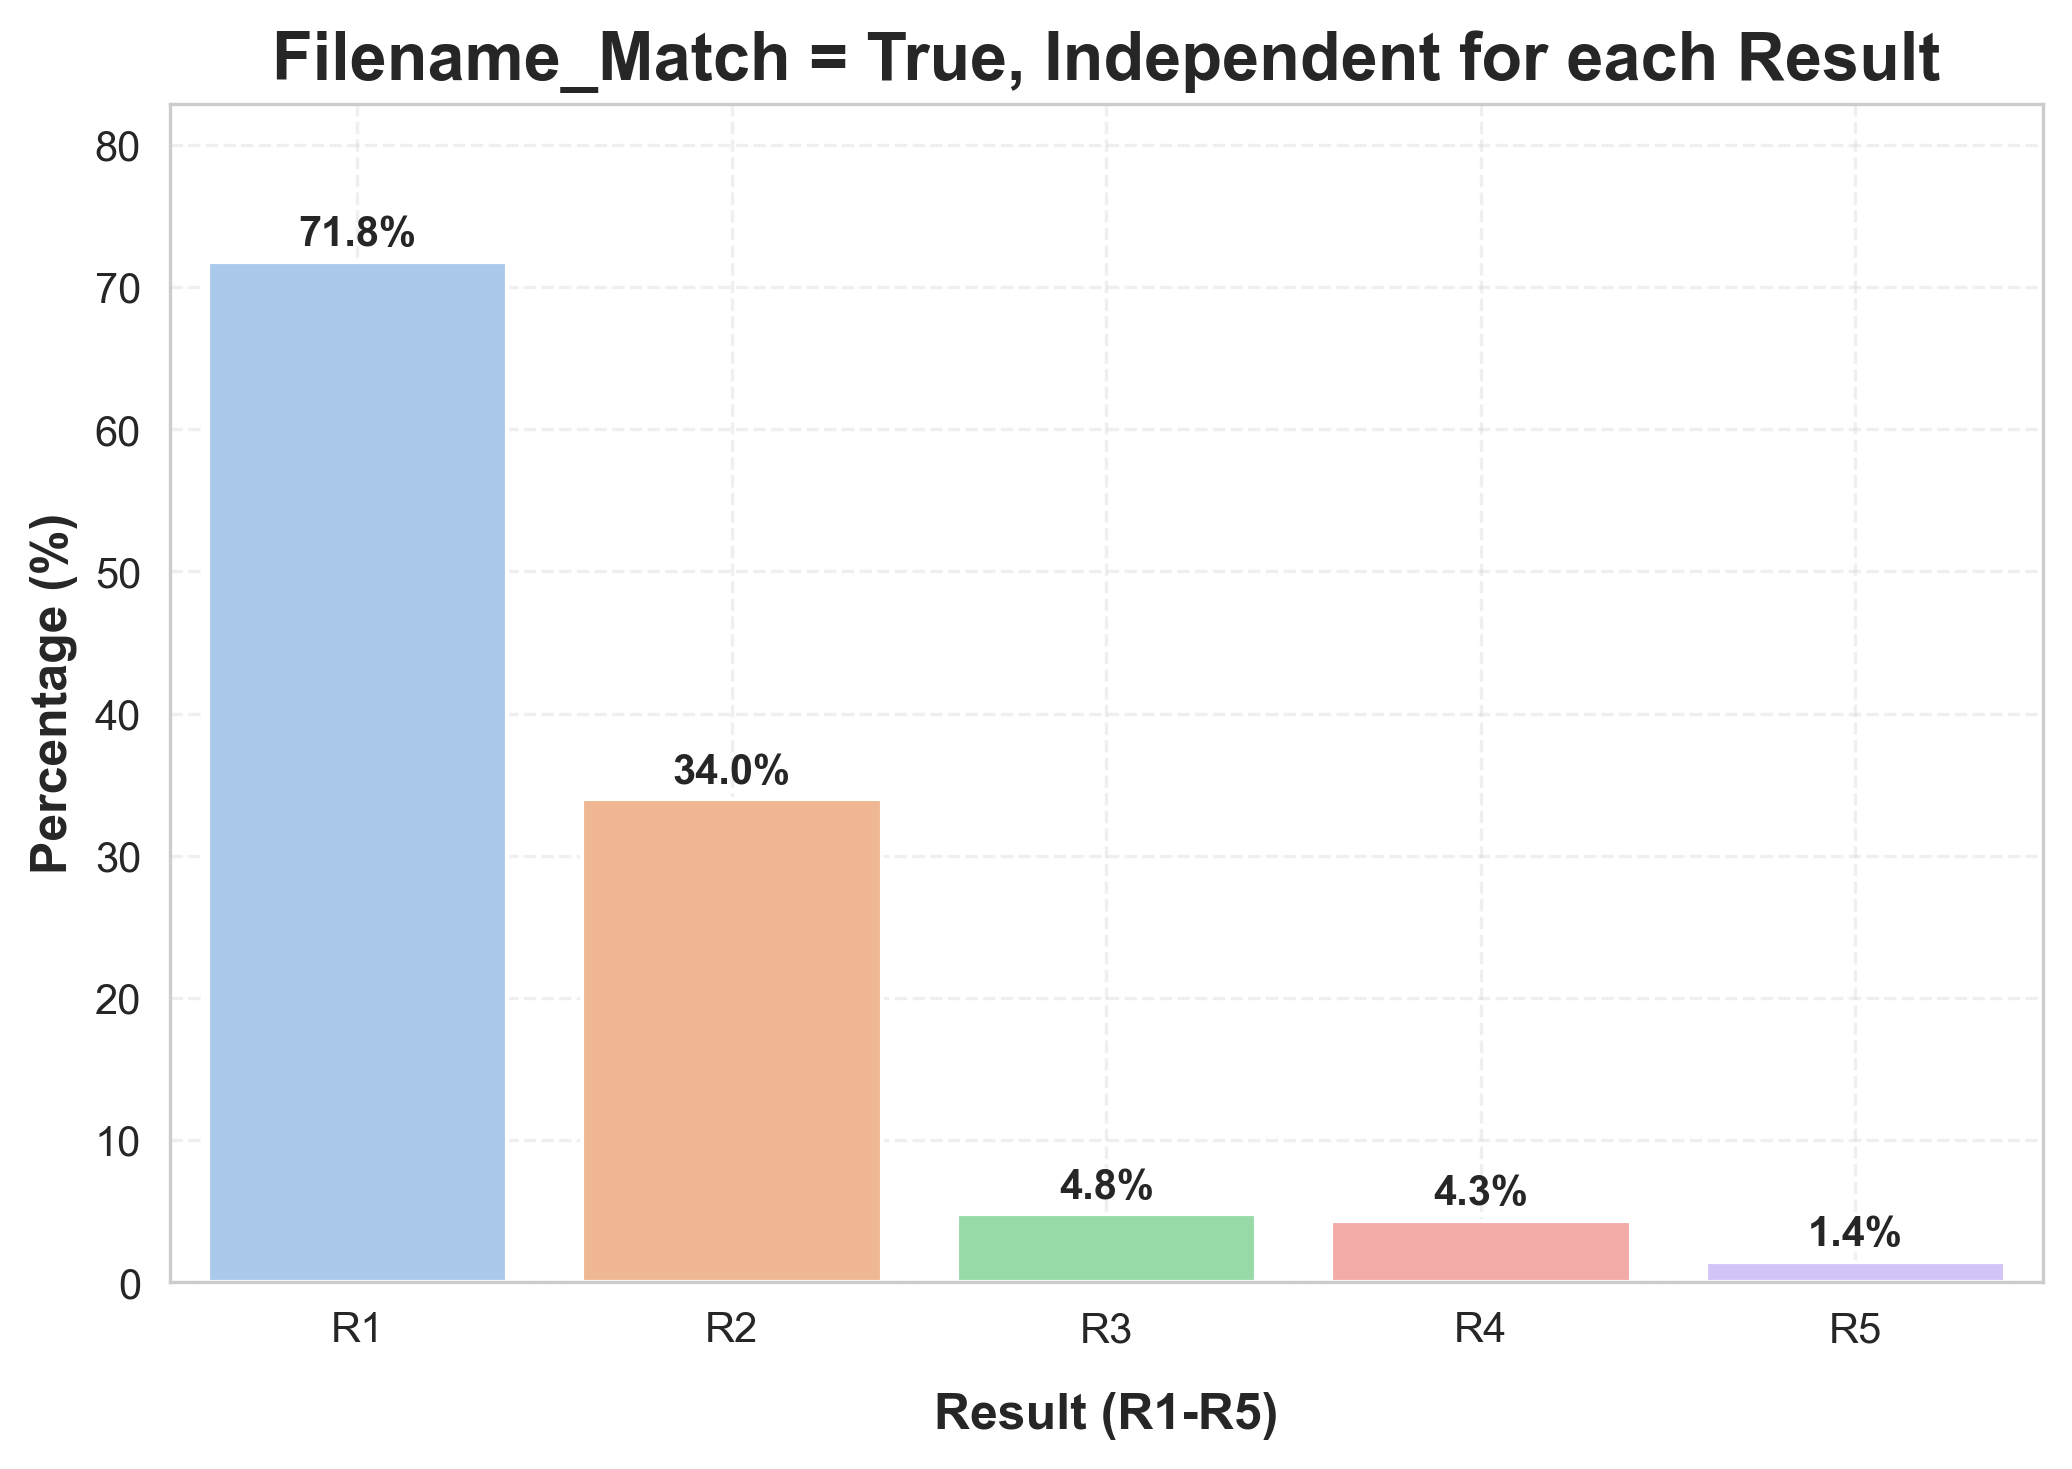 Filename_Match = True, Independent for each Result
Percentage (%)
80
70
60
50
40
30
20
10
0
71.8%
34.0%
4.8%
4.3%
1.4%
R1
R2
R3
R4
R5
Result (R1-R5)